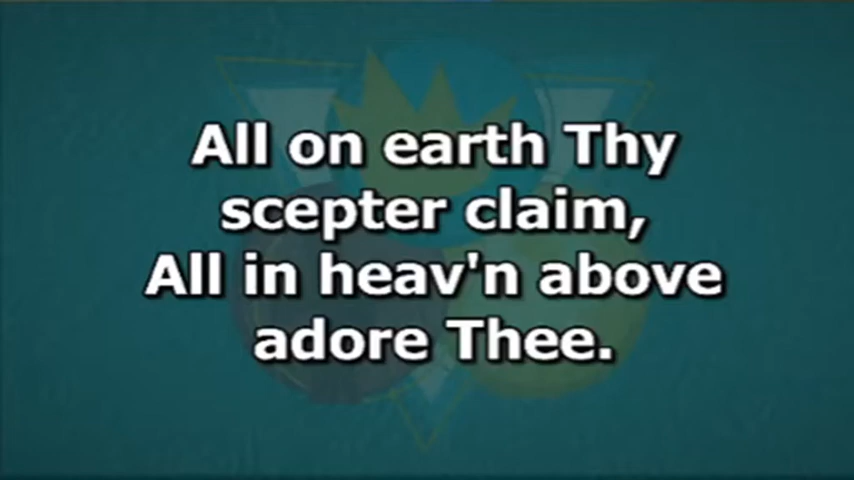 All on earth Thy
scepter claim,
All in heav'n above
adore Thee.